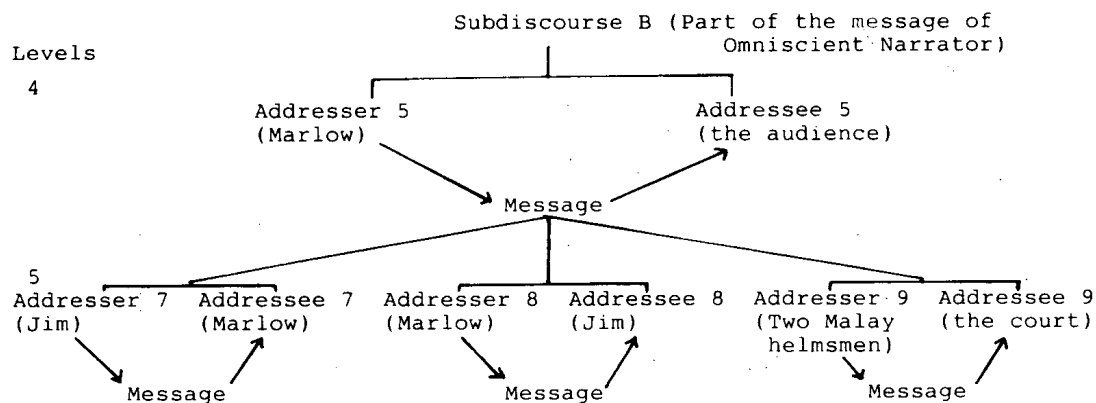 Subdiscourse B (Part of the message of
Omniscient Narrator)
Levels
4
Addresser 5 Addressee 5
(Marlow) (the audience)
Message
5
Addresser 7 Addressee 7 Addresser 8 Addressee 8 Addresser 9 Addressee 9
(Jim) (Marlow) (Marlow) (Jim) (Two Malay (the court)
helmsmen)
Message Message Message